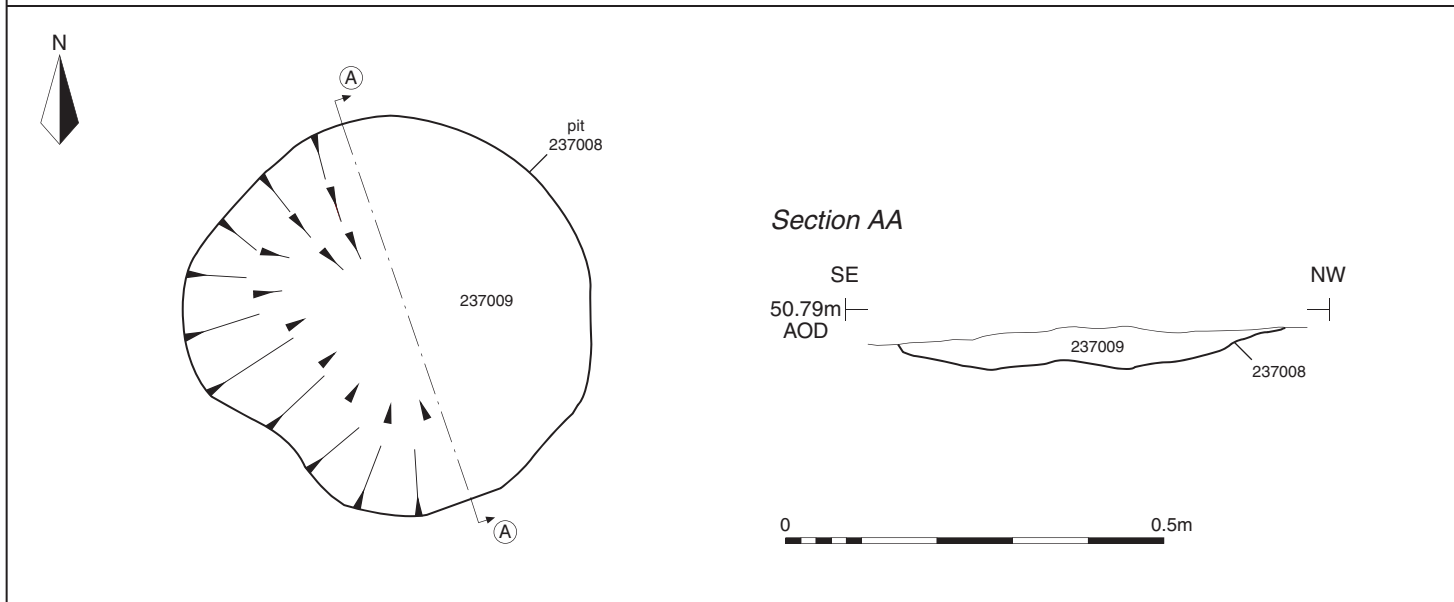 N
A
pit
237008
237009
A
Section AA
SE
NW
50.79m
AOD
237009
237008
0
0.5m